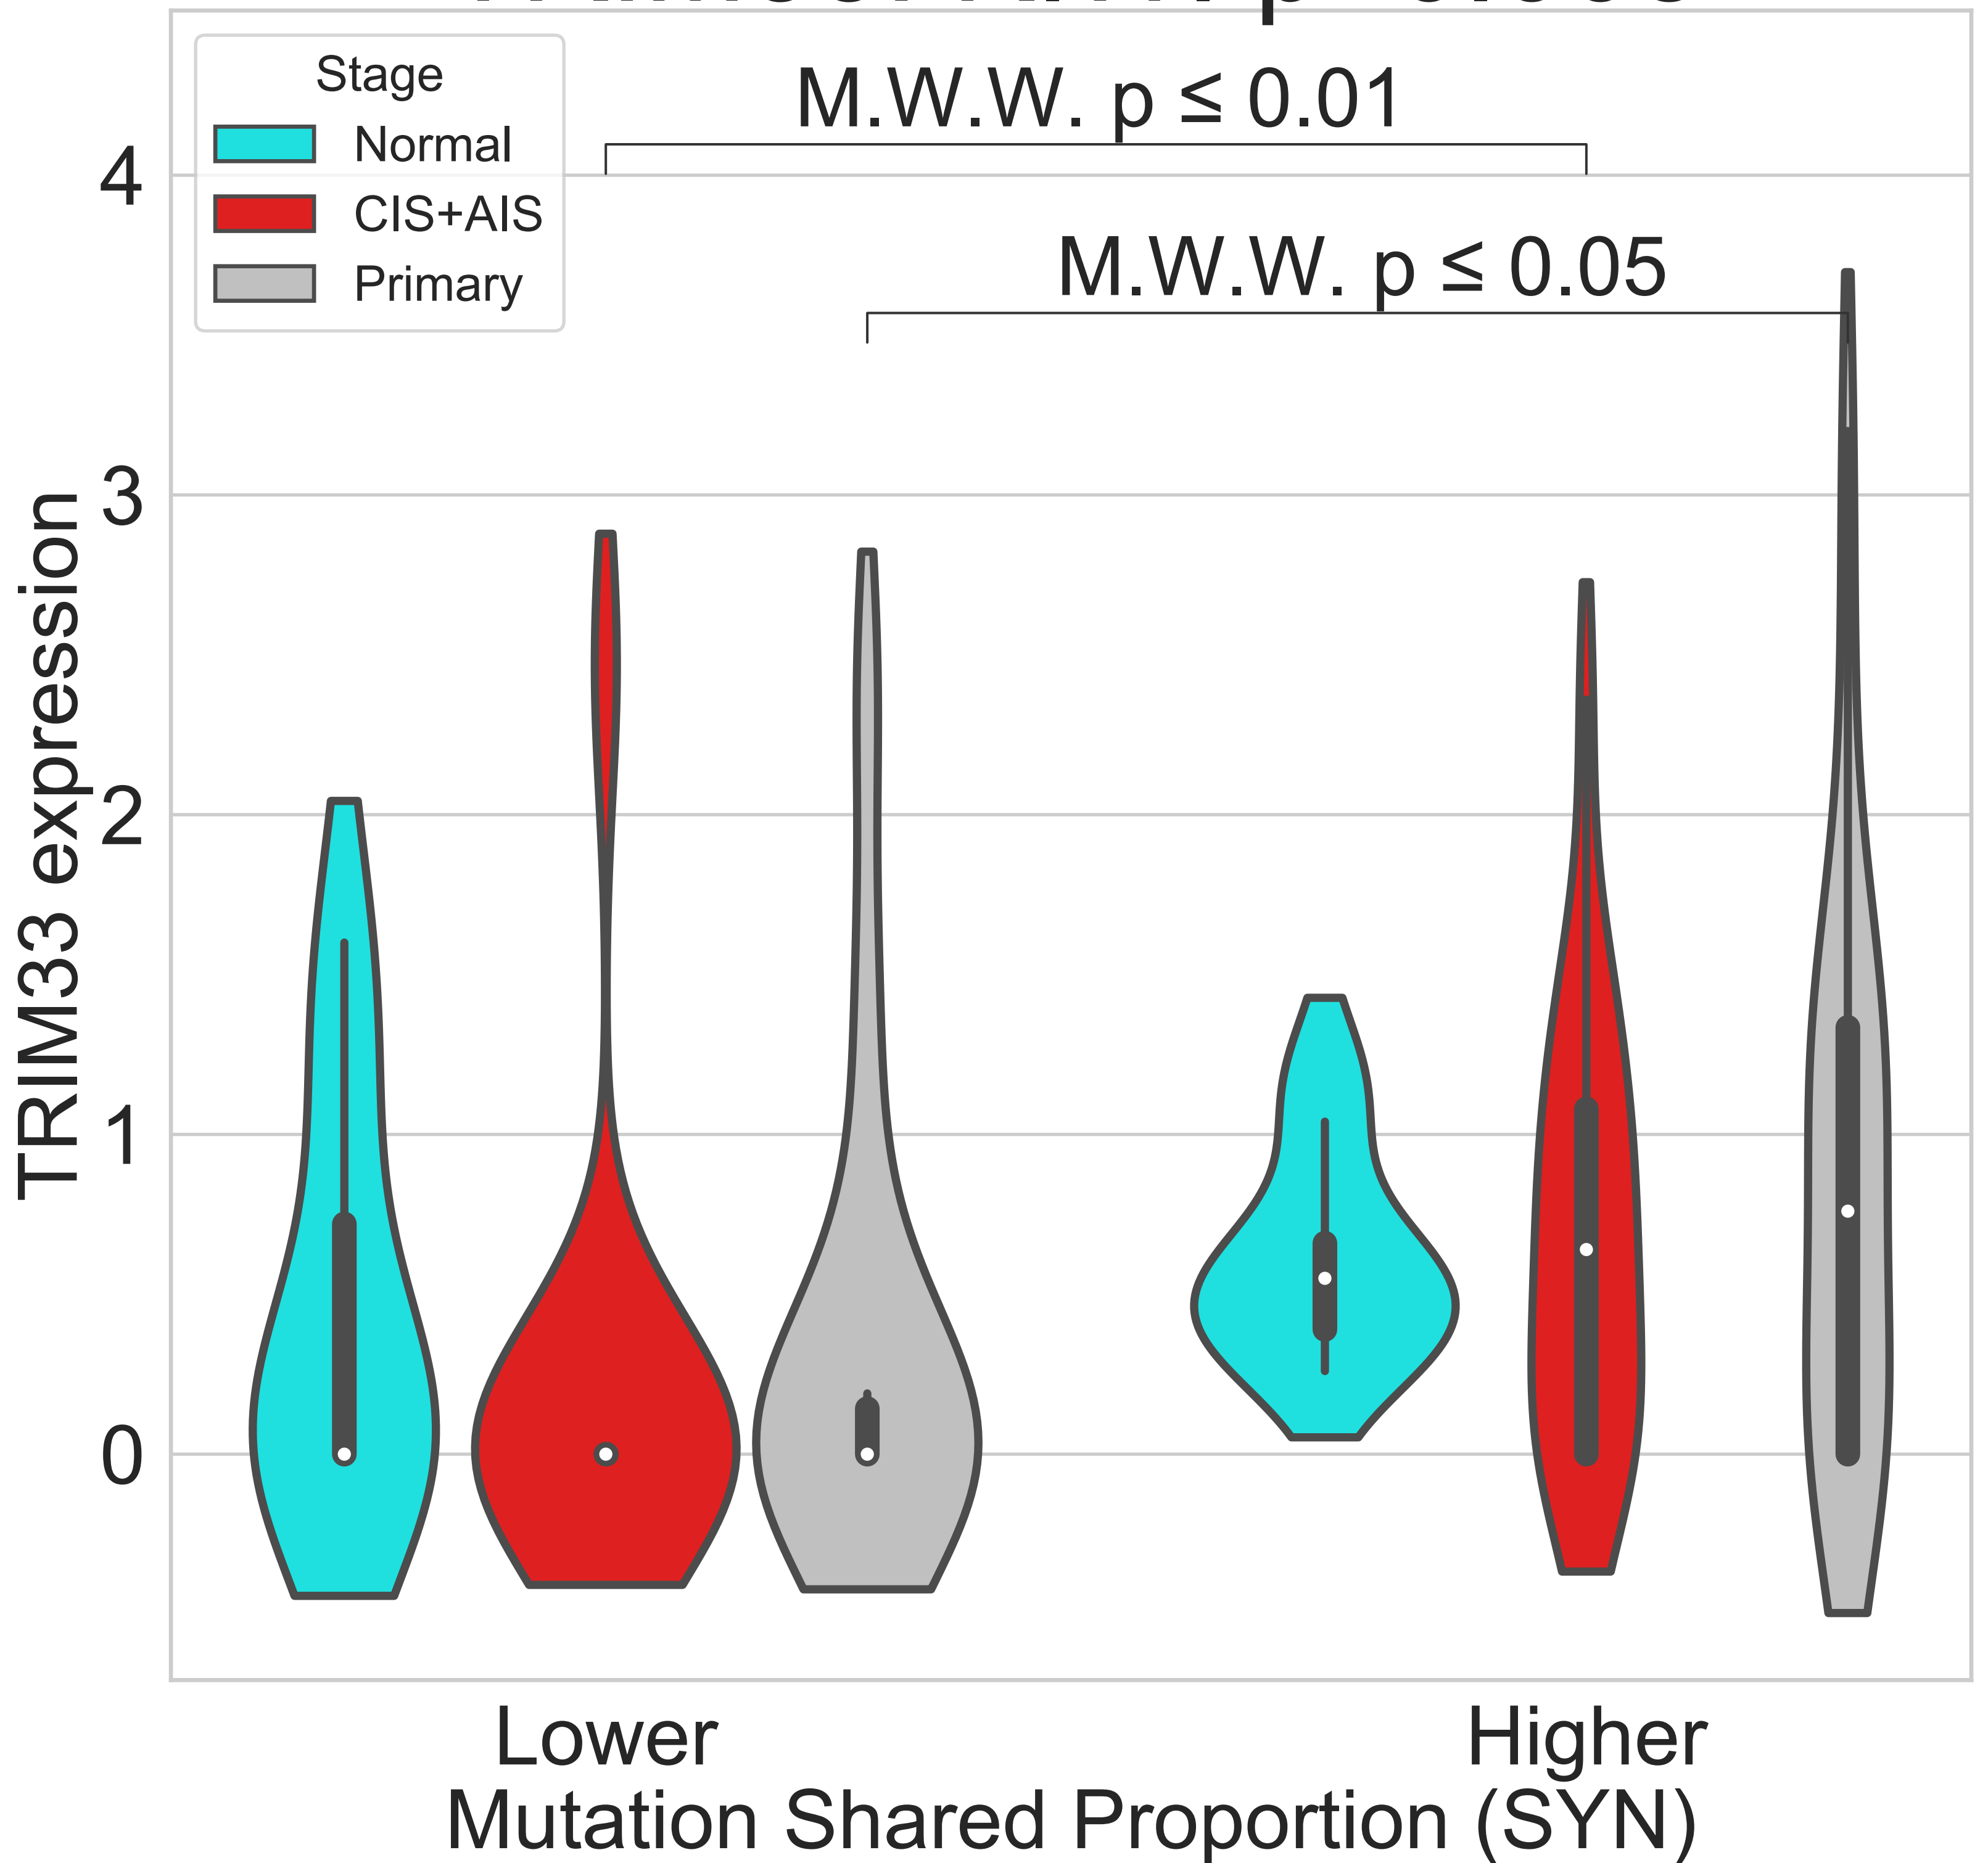 M.W.W. p ≤ 0.01
M.W.W. p ≤ 0.05
Stage
Normal
CIS+AIS
Primary
4
3
2
1
0
TRIM33 expression
Lower
Higher
Mutation Shared Proportion (SYN)